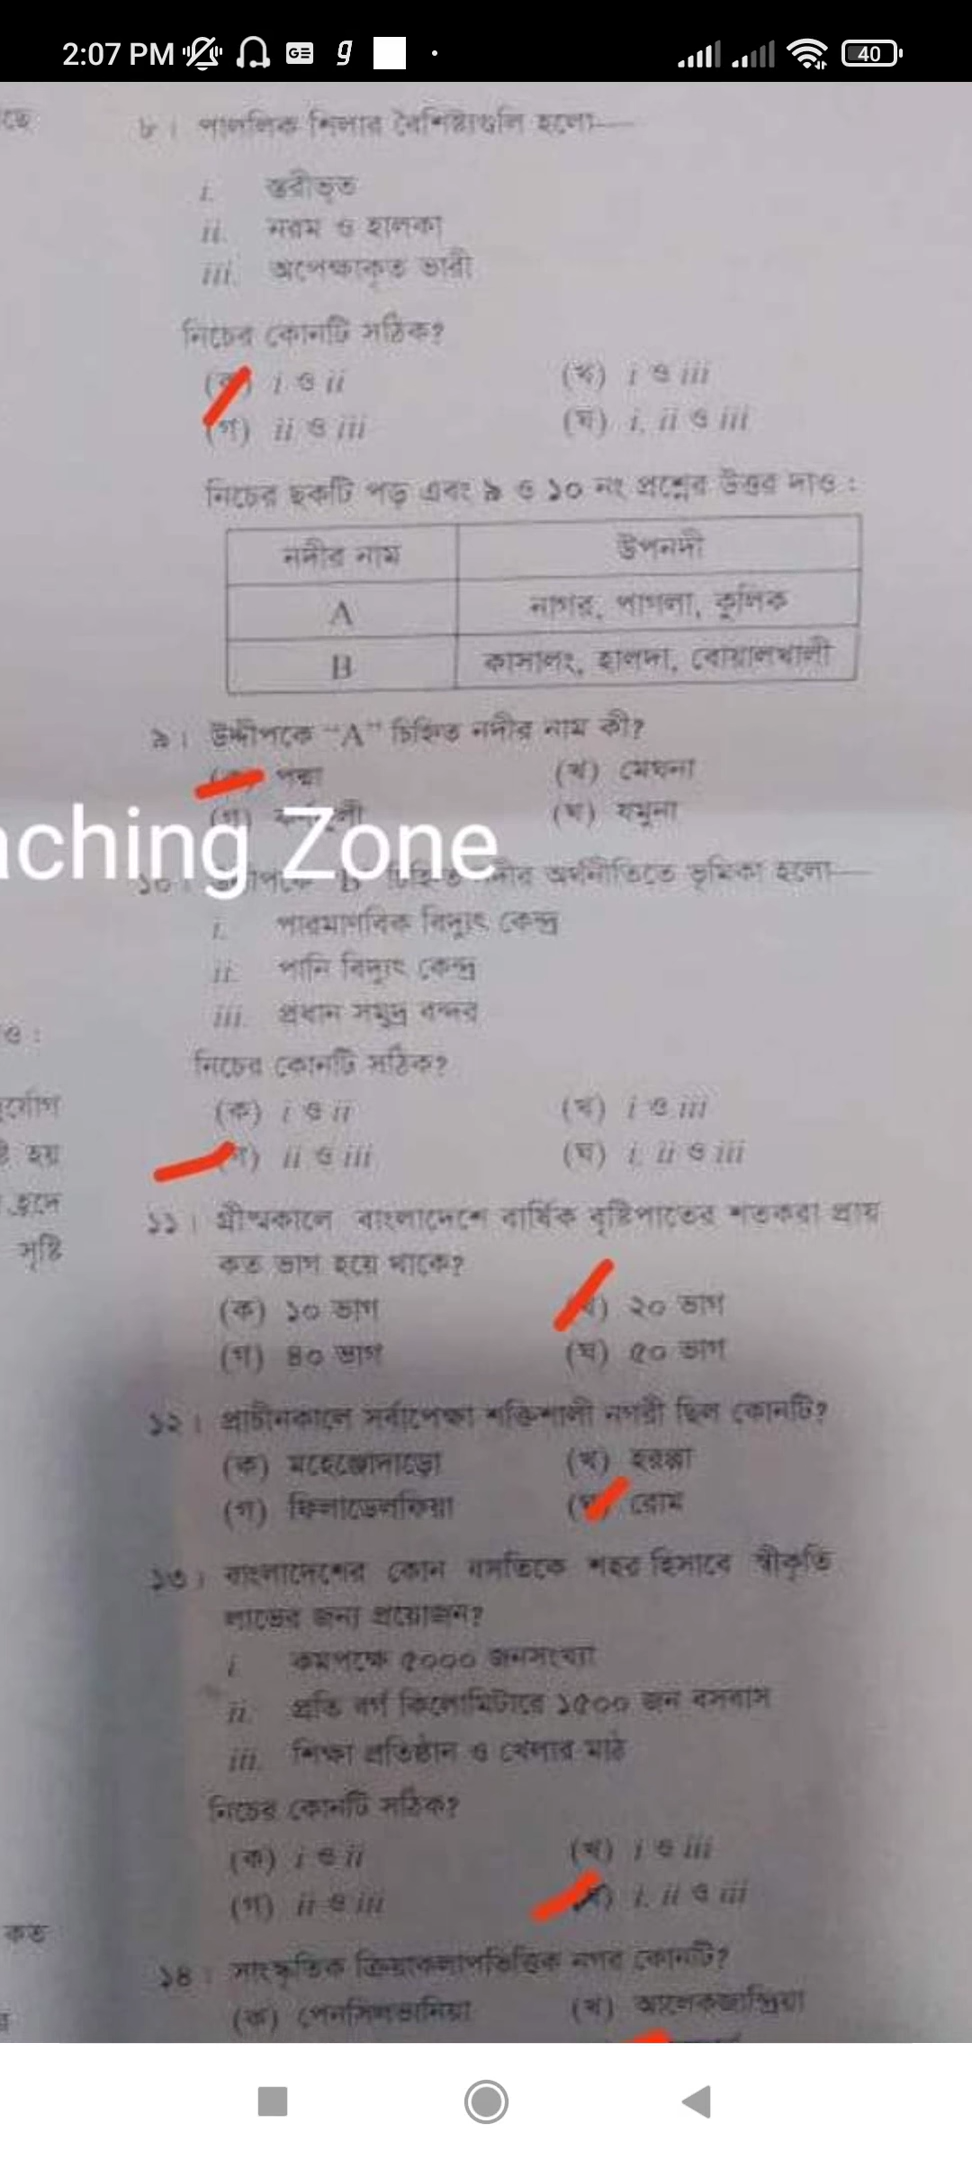 2:07 PM
40
৮। পাললিক শিলার বৈশিষ্ট্যগুলি হলো—
i. স্তরীভূত
ii. নরম ও হালকা
iii. অপেক্ষাকৃত ভারী
নিচের কোনটি সঠিক?
(ক) i ও ii (খ) i ও iii
(গ) ii ও iii (ঘ) i, ii ও iii
নিচের ছকটি পড় এবং ৯ ও ১০ নং প্রশ্নের উত্তর দাও :
নদীর নাম উপনদী
A নাগর, পাগলা, কুলিক
B কাসালং, হালদা, বোয়ালখালী
৯। উদ্দীপকে "A" চিহ্নিত নদীর নাম কী?
পদ্মা (খ) মেঘনা
(গ) (ঘ) যমুনা
aching Zone
১০। "B" অর্থনীতিতে ভূমিকা হলো—
i. পারমাণবিক বিদ্যুৎ কেন্দ্র
ii. পানি বিদ্যুৎ কেন্দ্র
iii. প্রধান সমুদ্র বন্দর
নিচের কোনটি সঠিক?
(ক) i ও ii (খ) i ও iii
(গ) ii ও iii (ঘ) i, ii ও iii
১১। গ্রীষ্মকালে বাংলাদেশে বার্ষিক বৃষ্টিপাতের শতকরা প্রায়
কত ভাগ হয়ে থাকে?
(ক) ১০ ভাগ (খ) ২০ ভাগ
(গ) ৪০ ভাগ (ঘ) ৫০ ভাগ
১২। প্রাচীনকালে সর্বাপেক্ষা শক্তিশালী নগরী ছিল কোনটি?
(ক) মহেঞ্জোদাড়ো (খ) হরপ্পা
(গ) ফিলাডেলফিয়া (ঘ) রোম
১৩। বাংলাদেশের কোন বসতিকে শহর হিসাবে স্বীকৃতি
লাভের জন্য প্রয়োজন?
i. কমপক্ষে ৫০০০ জনসংখ্যা
ii. প্রতি বর্গ কিলোমিটারে ১৫০০ জন বসবাস
iii. শিক্ষা প্রতিষ্ঠান ও খেলার মাঠ
নিচের কোনটি সঠিক?
(ক) i ও ii (খ) i ও iii
(গ) ii ও iii (ঘ) i, ii ও iii
১৪। সাংস্কৃতিক ক্রিয়াকলাপভিত্তিক নগর কোনটি?
(ক) পেনসিলভানিয়া (খ) আলেকজান্দ্রিয়া